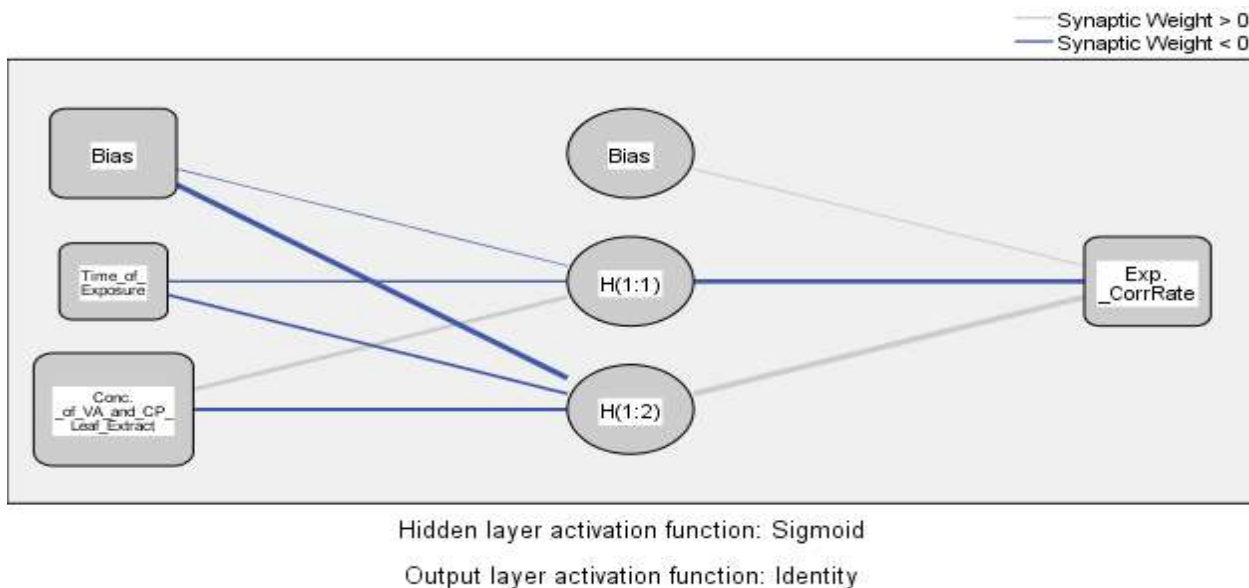 Synaptic Weight > 0
Synaptic Weight < 0
Bias
Bias
Time_of_
Exposure
H(1:1)
Exp.
_CorrRate
Conc.
_of_VA_and_CP_
Leaf_Extract
H(1:2)
Hidden layer activation function: Sigmoid
Output layer activation function: Identity